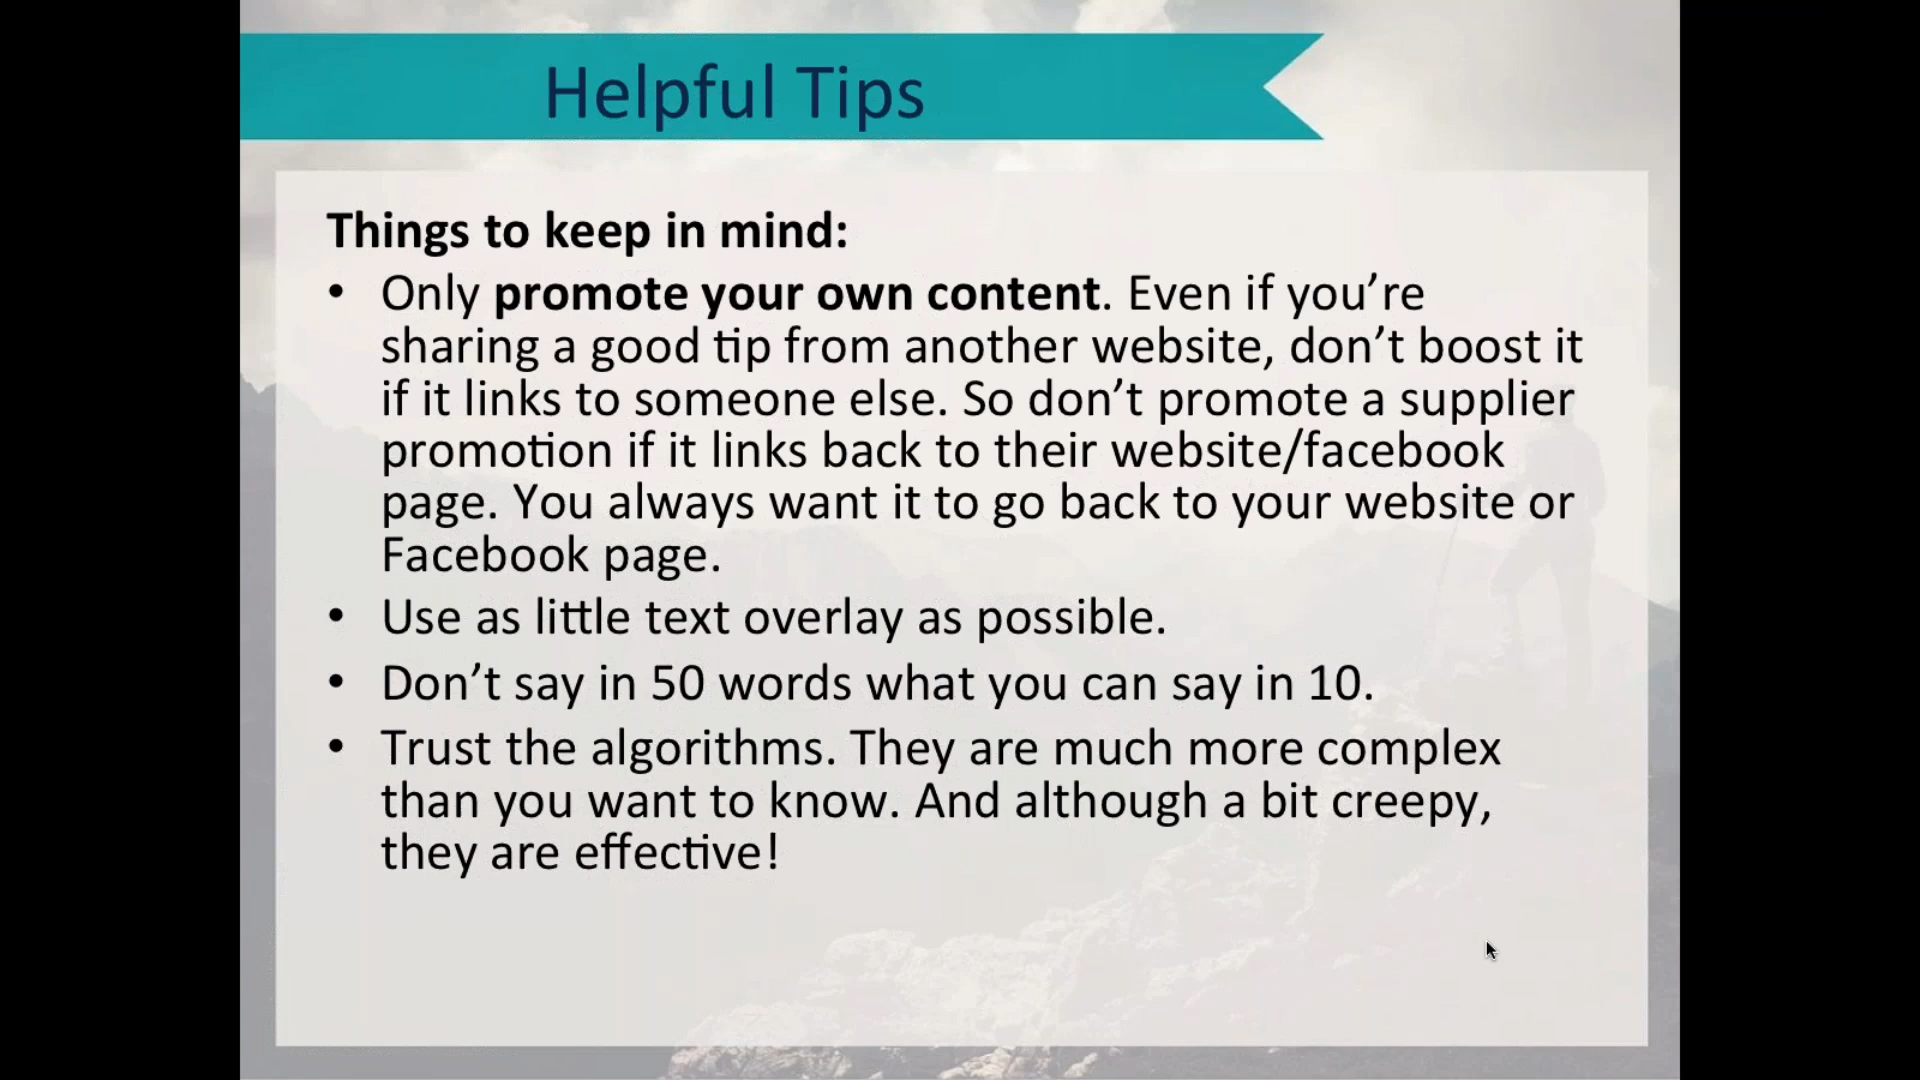 Helpful Tips
Things to keep in mind:
• Only promote your own content. Even if you’re
sharing a good tip from another website, don’t boost it
if it links to someone else. So don’t promote a supplier
promotion if it links back to their website/facebook
page. You always want it to go back to your website or
Facebook page.
• Use as little text overlay as possible.
• Don’t say in 50 words what you can say in 10.
• Trust the algorithms. They are much more complex
than you want to know. And although a bit creepy,
they are effective!